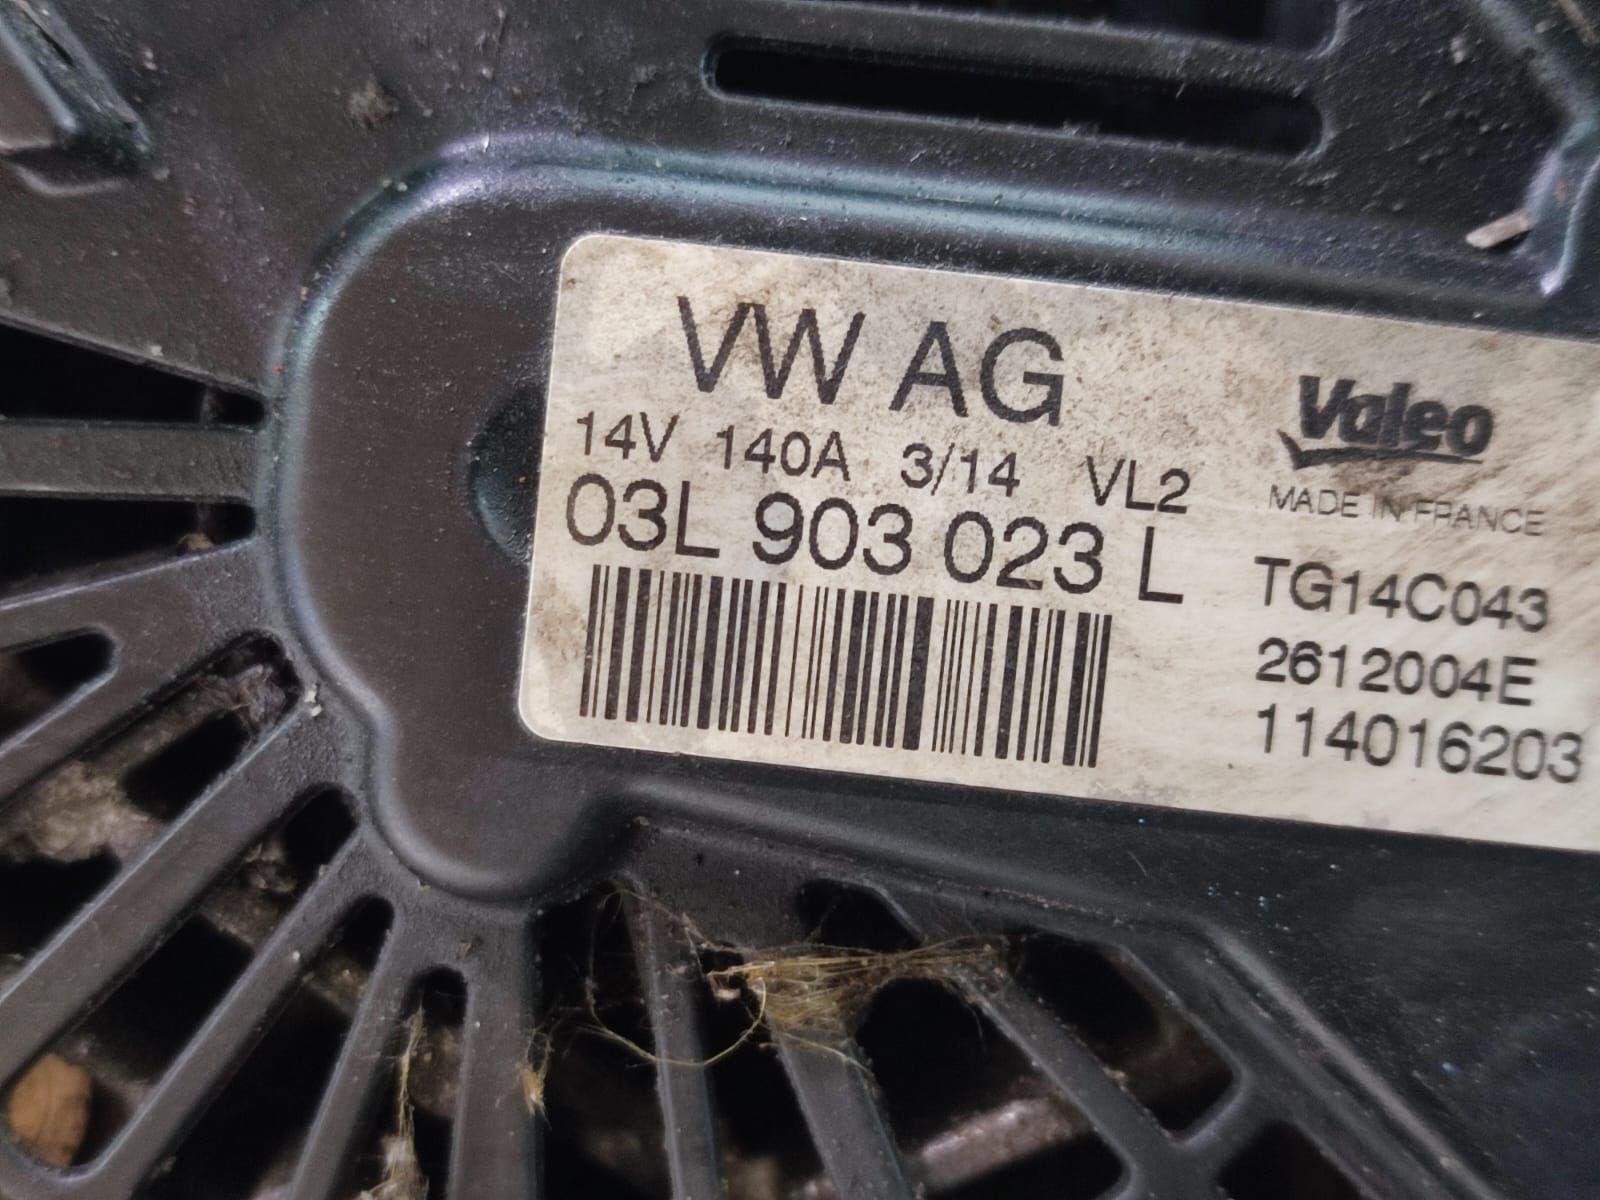 VW AG
14V 140A 3/14 VL2
03L 903 023 L
Valeo
MADE IN FRANCE
TG14C043
2612004E
114016203